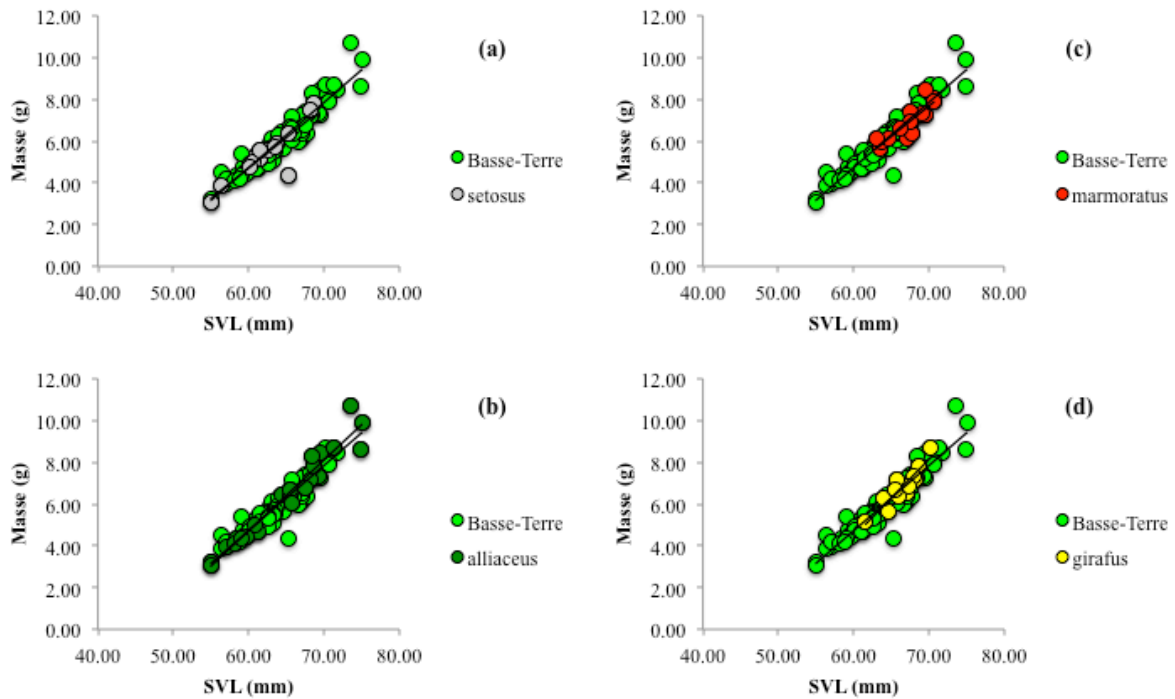 12.00
10.00
8.00
6.00
4.00
2.00
0.00
Masse (g)
40.00 50.00 60.00 70.00 80.00
SVL (mm)
(a)
Basse-Terre
setosus
12.00
10.00
8.00
6.00
4.00
2.00
0.00
Masse (g)
40.00 50.00 60.00 70.00 80.00
SVL (mm)
(c)
Basse-Terre
marmoratus
12.00
10.00
8.00
6.00
4.00
2.00
0.00
Masse (g)
40.00 50.00 60.00 70.00 80.00
SVL (mm)
(b)
Basse-Terre
alliaceus
12.00
10.00
8.00
6.00
4.00
2.00
0.00
Masse (g)
40.00 50.00 60.00 70.00 80.00
SVL (mm)
(d)
Basse-Terre
girafus